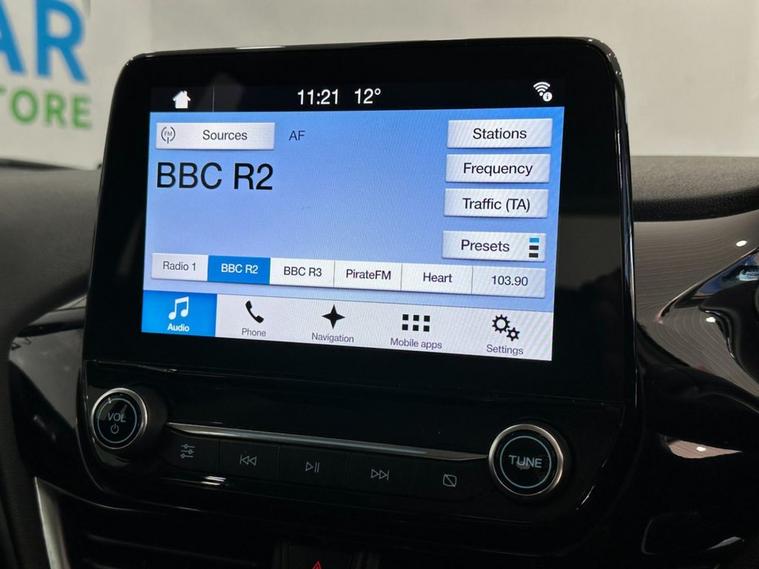 AR
TORE
11:21 12°
FM Sources AF Stations
BBC R2
Frequency
Traffic (TA)
Presets
Radio 1 BBC R2 BBC R3 PirateFM Heart 103.90
Audio Phone Navigation Mobile apps Settings
VOL
TUNE